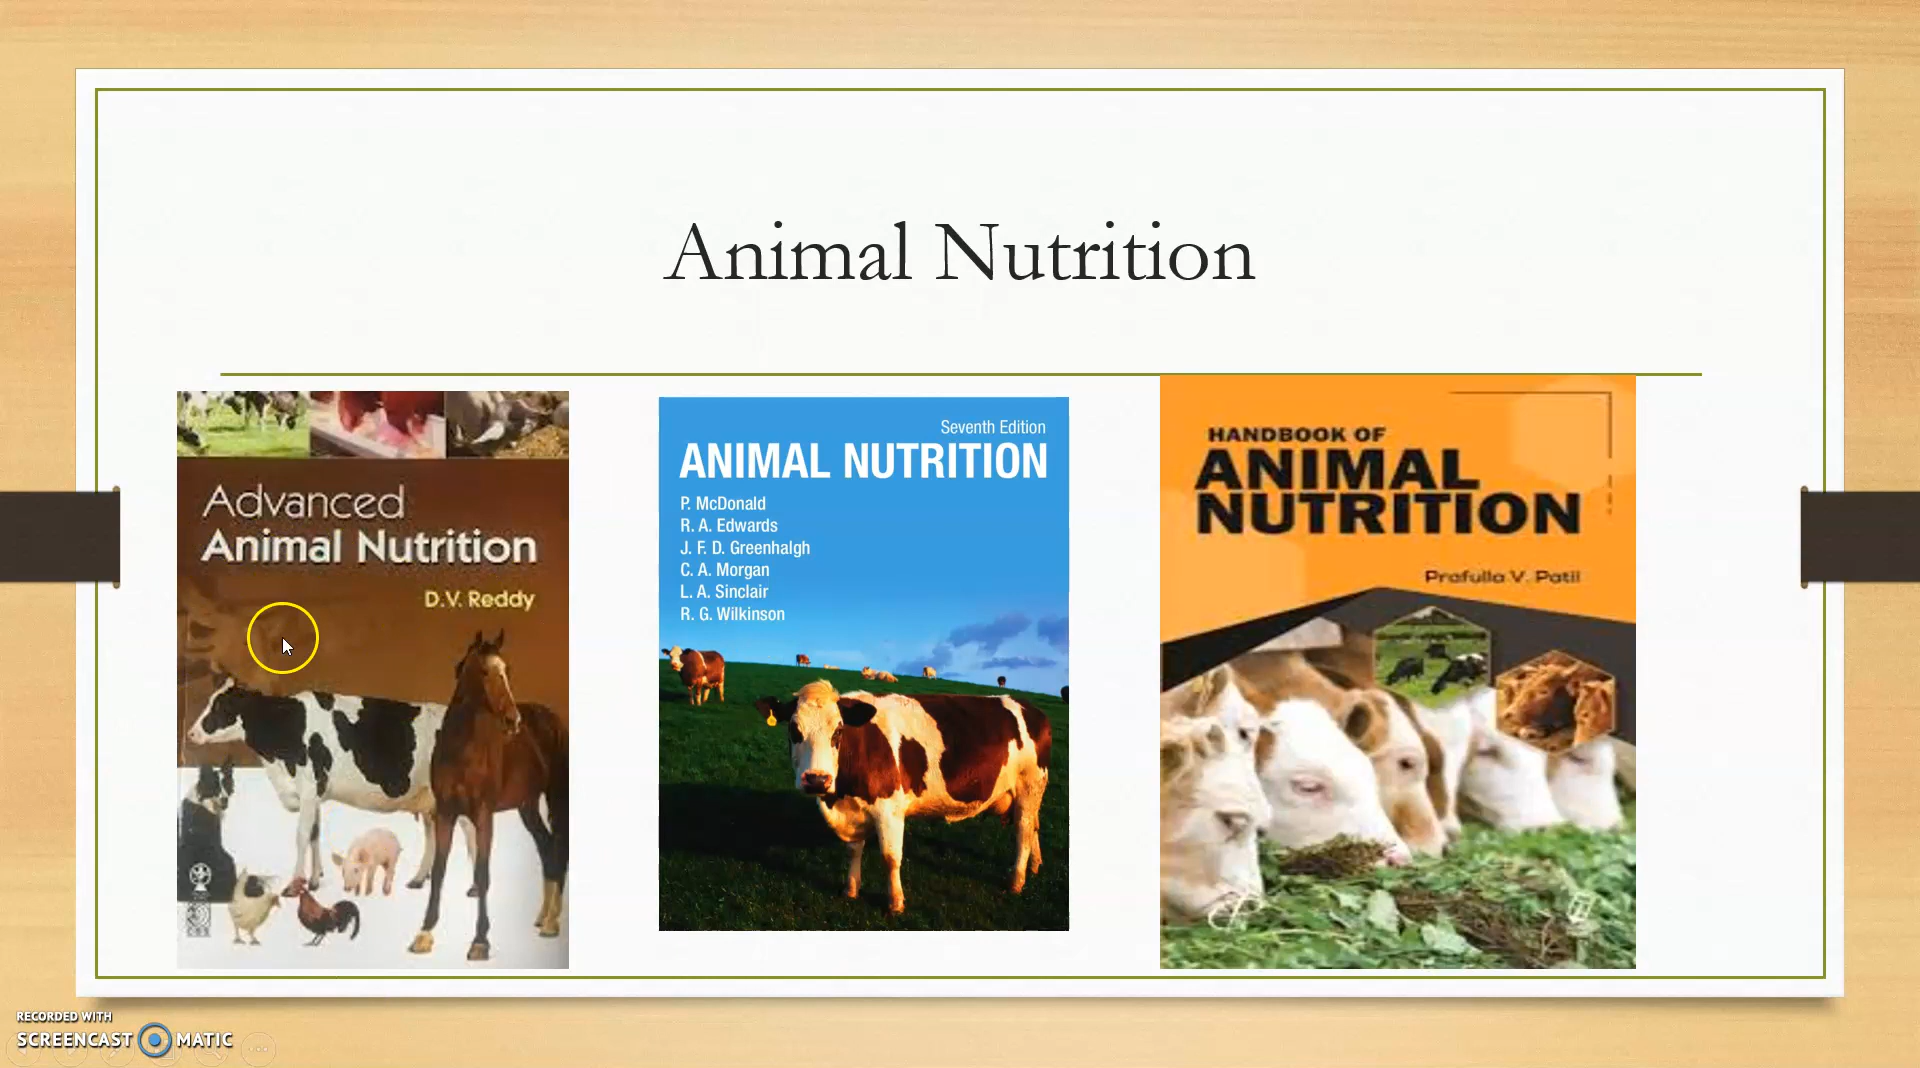 Animal Nutrition
Advanced
Animal Nutrition
D.V. Reddy
Seventh Edition
ANIMAL NUTRITION
P. McDonald
R. A. Edwards
J. F. D. Greenhalgh
C. A. Morgan
L. A. Sinclair
R. G. Wilkinson
HANDBOOK OF
ANIMAL
NUTRITION
Prafulla V. Patil
RECORDED WITH
SCREENCAST MATIC